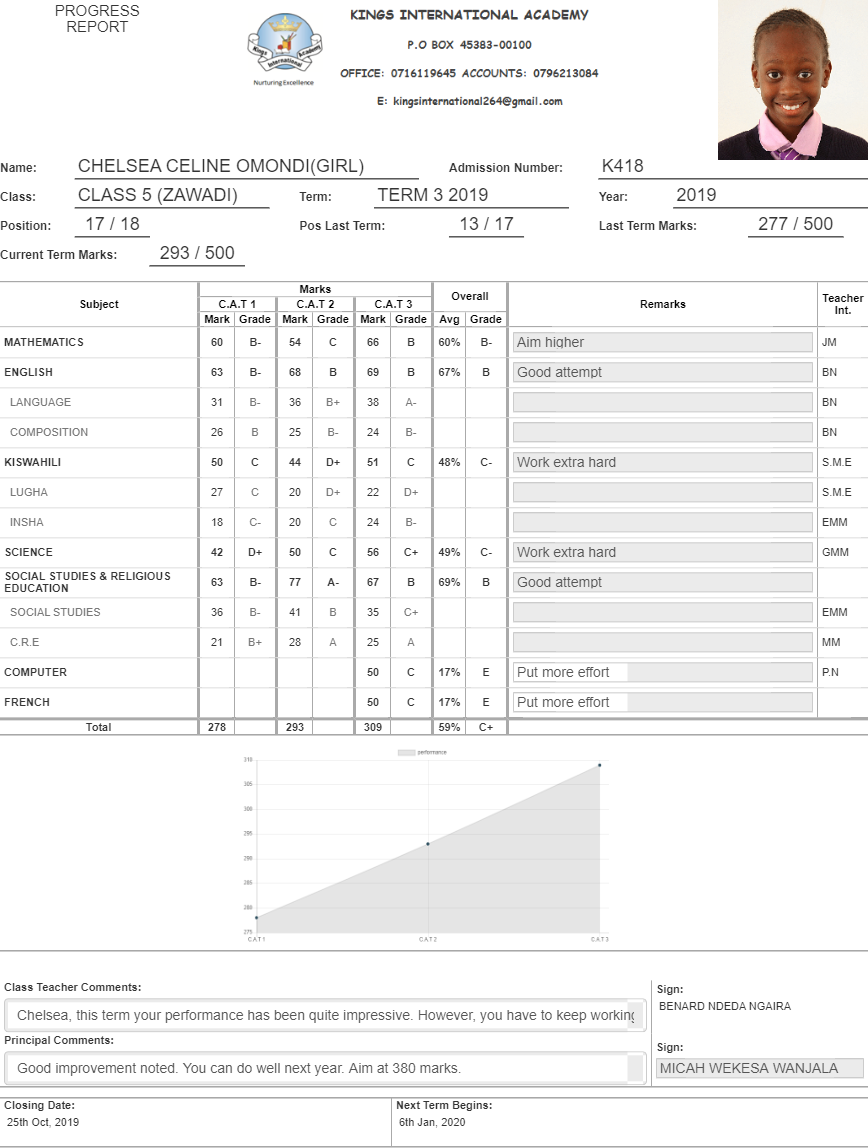 PROGRESS
REPORT
KINGS INTERNATIONAL ACADEMY
P.O BOX 45383-00100
OFFICE: 0716119645 ACCOUNTS: 0796213084
E: kingsinternational264@gmail.com
Kings International Academy
Nurturing Excellence
Name: CHELSEA CELINE OMONDI(GIRL) Admission Number: K418
Class: CLASS 5 (ZAWADI) Term: TERM 3 2019 Year: 2019
Position: 17 / 18 Pos Last Term: 13 / 17 Last Term Marks: 277 / 500
Current Term Marks: 293 / 500
Subject Marks Overall Remarks Teacher Int.
C.A.T 1 C.A.T 2 C.A.T 3
Mark Grade Mark Grade Mark Grade Avg Grade
MATHEMATICS 60 B- 54 C 66 B 60% B- Aim higher JM
ENGLISH 63 B- 68 B 69 B 67% B Good attempt BN
LANGUAGE 31 B- 36 B+ 38 A- BN
COMPOSITION 26 B 25 B- 24 B- BN
KISWAHILI 50 C 44 D+ 51 C 48% C- Work extra hard S.M.E
LUGHA 27 C 20 D+ 22 D+ S.M.E
INSHA 18 C- 20 C 24 B- EMM
SCIENCE 42 D+ 50 C 56 C+ 49% C- Work extra hard GMM
SOCIAL STUDIES & RELIGIOUS
EDUCATION 63 B- 77 A- 67 B 69% B Good attempt
SOCIAL STUDIES 36 B- 41 B 35 C+ EMM
C.R.E 21 B+ 28 A 25 A MM
COMPUTER 50 C 17% E Put more effort P.N
FRENCH 50 C 17% E Put more effort
Total 278 293 309 59% C+
performance
310
305
300
295
290
285
280
275
CAT1 CAT2 CAT3
Class Teacher Comments: Sign:
Chelsea, this term your performance has been quite impressive. However, you have to keep working BENARD NDEDA NGAIRA
Principal Comments: Sign:
Good improvement noted. You can do well next year. Aim at 380 marks. MICAH WEKESA WANJALA
Closing Date: Next Term Begins:
25th Oct, 2019 6th Jan, 2020